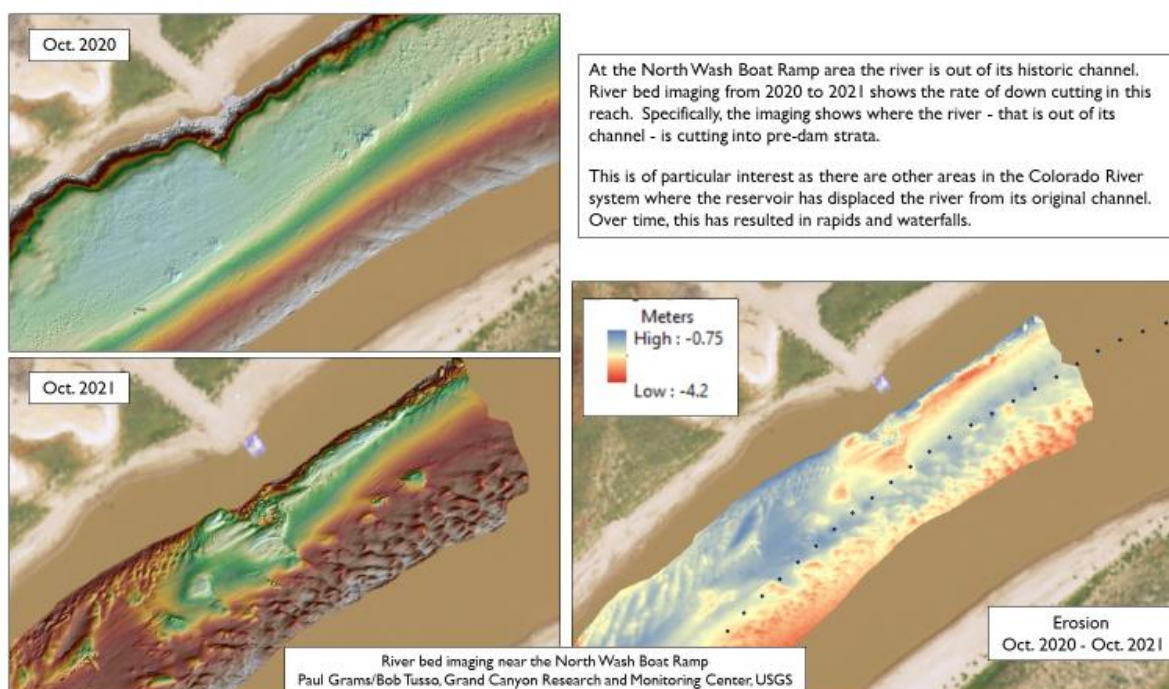 Oct. 2020
At the North Wash Boat Ramp area the river is out of its historic channel.
River bed imaging from 2020 to 2021 shows the rate of down cutting in this
reach. Specifically, the imaging shows where the river - that is out of its
channel - is cutting into pre-dam strata.
This is of particular interest as there are other areas in the Colorado River
system where the reservoir has displaced the river from its original channel.
Over time, this has resulted in rapids and waterfalls.
Oct. 2021
Meters
High : -0.75
Low : -4.2
Erosion
Oct. 2020 - Oct. 2021
River bed imaging near the North Wash Boat Ramp
Paul Grams/Bob Tusso, Grand Canyon Research and Monitoring Center, USGS